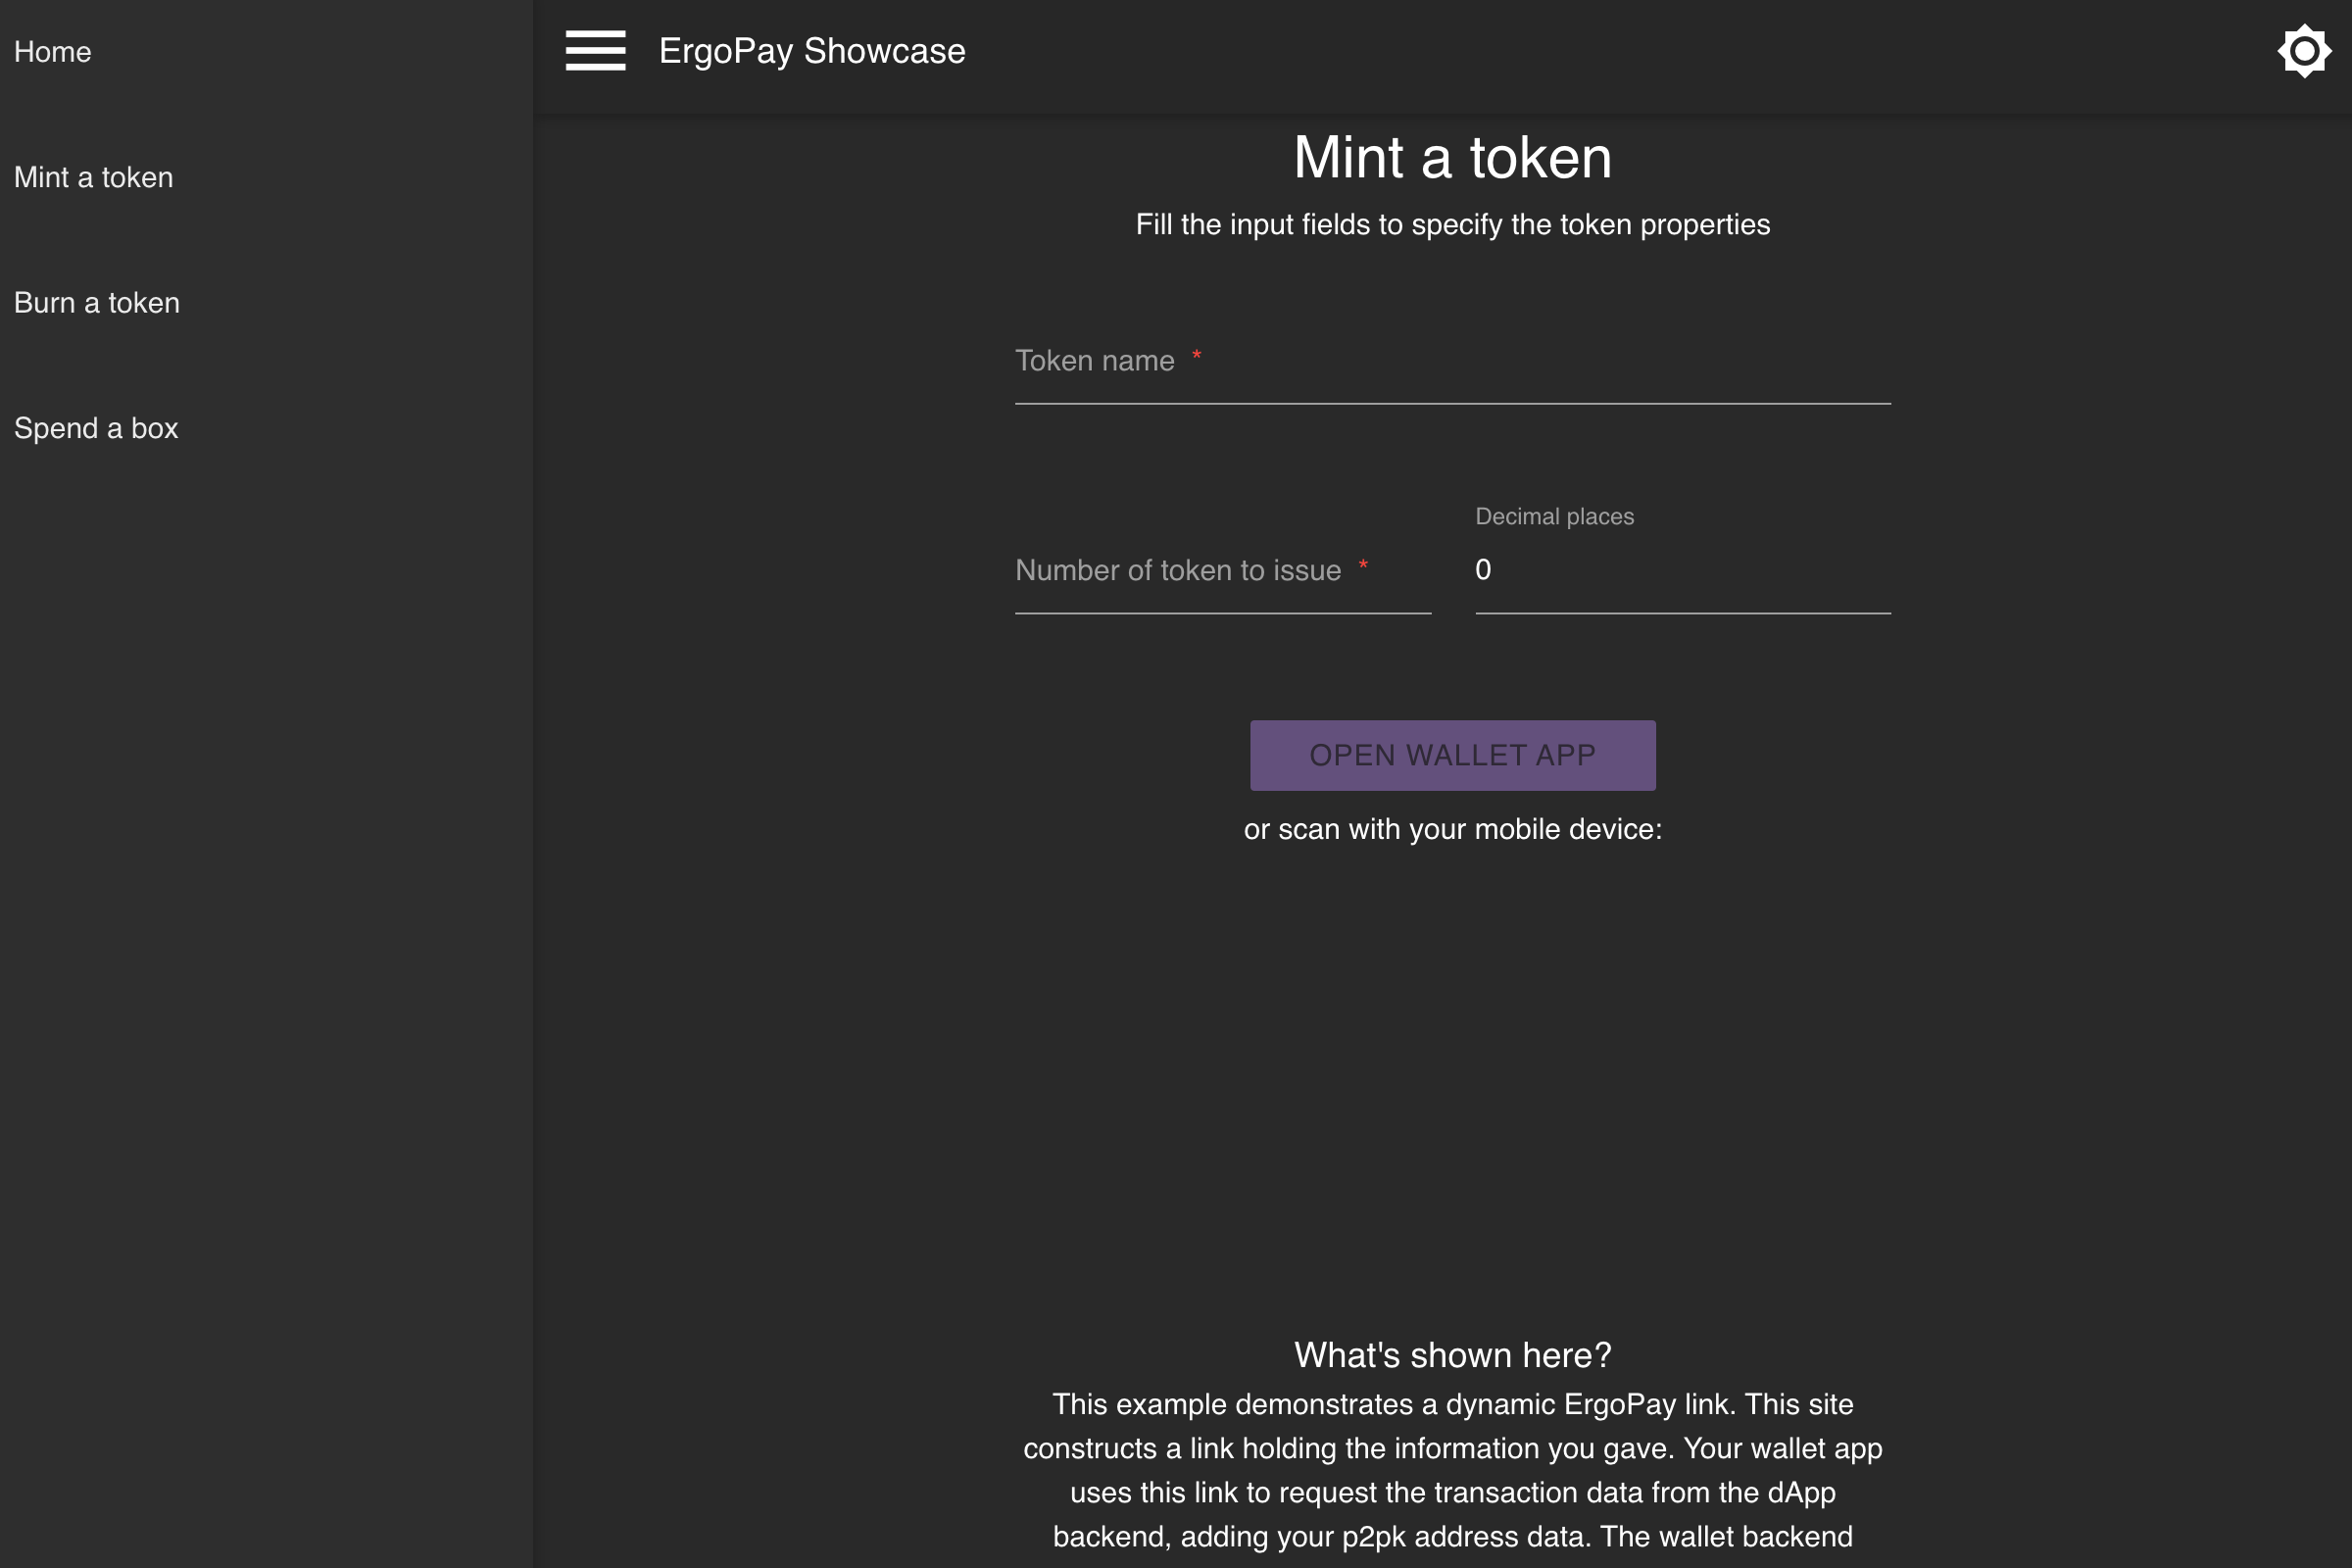 Home
Mint a token
Burn a token
Spend a box
ErgoPay Showcase
Mint a token
Fill the input fields to specify the token properties
Token name *
Number of token to issue *
Decimal places
0
OPEN WALLET APP
or scan with your mobile device:
What's shown here?
This example demonstrates a dynamic ErgoPay link. This site
constructs a link holding the information you gave. Your wallet app
uses this link to request the transaction data from the dApp
backend, adding your p2pk address data. The wallet backend